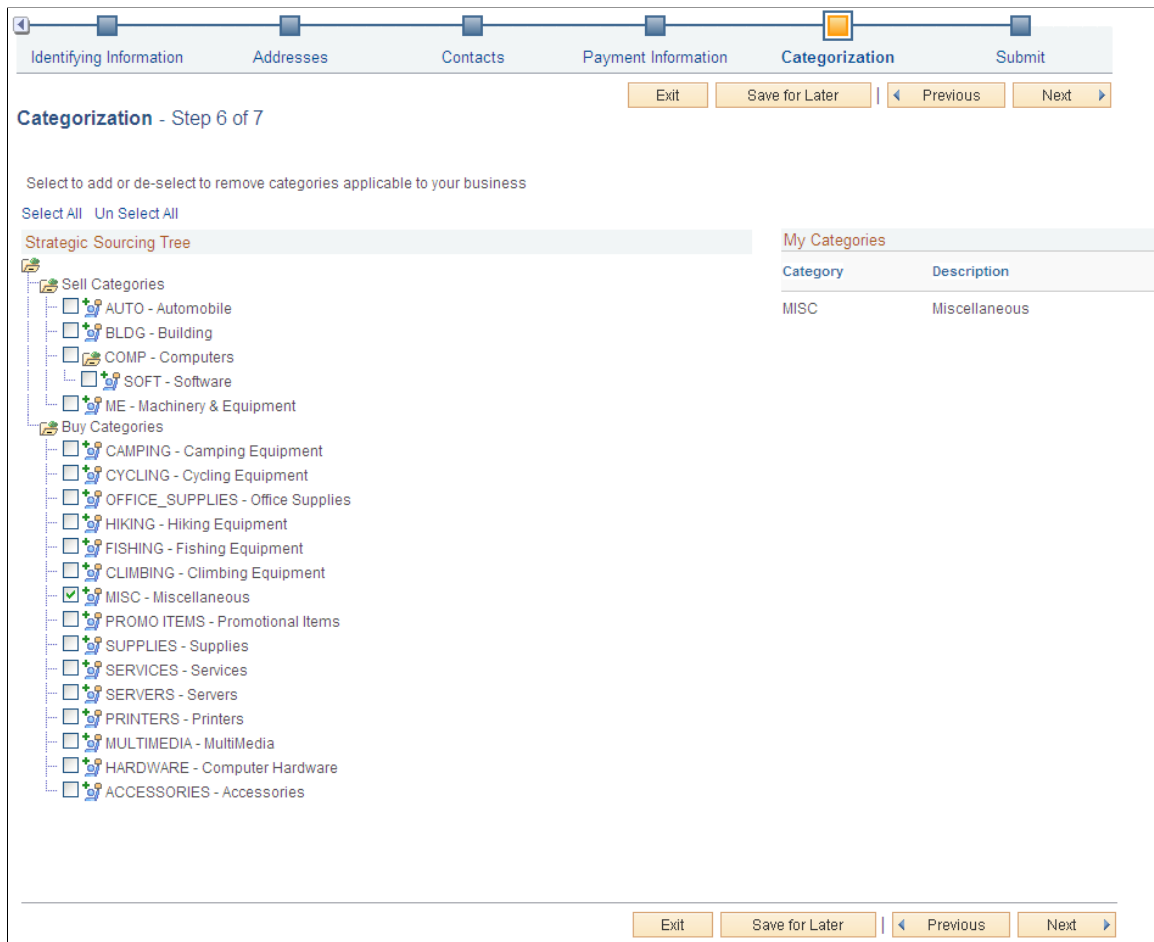 Identifying Information Addresses Contacts Payment Information Categorization Submit
Exit Save for Later | Previous Next
Categorization - Step 6 of 7
Select to add or de-select to remove categories applicable to your business
Select All Un Select All
Strategic Sourcing Tree
Sell Categories
AUTO - Automobile
BLDG - Building
COMP - Computers
SOFT - Software
ME - Machinery & Equipment
Buy Categories
CAMPING - Camping Equipment
CYCLING - Cycling Equipment
OFFICE_SUPPLIES - Office Supplies
HIKING - Hiking Equipment
FISHING - Fishing Equipment
CLIMBING - Climbing Equipment
MISC - Miscellaneous
PROMO ITEMS - Promotional Items
SUPPLIES - Supplies
SERVICES - Services
SERVERS - Servers
PRINTERS - Printers
MULTIMEDIA - MultiMedia
HARDWARE - Computer Hardware
ACCESSORIES - Accessories
My Categories
Category Description
MISC Miscellaneous
Exit Save for Later | Previous Next